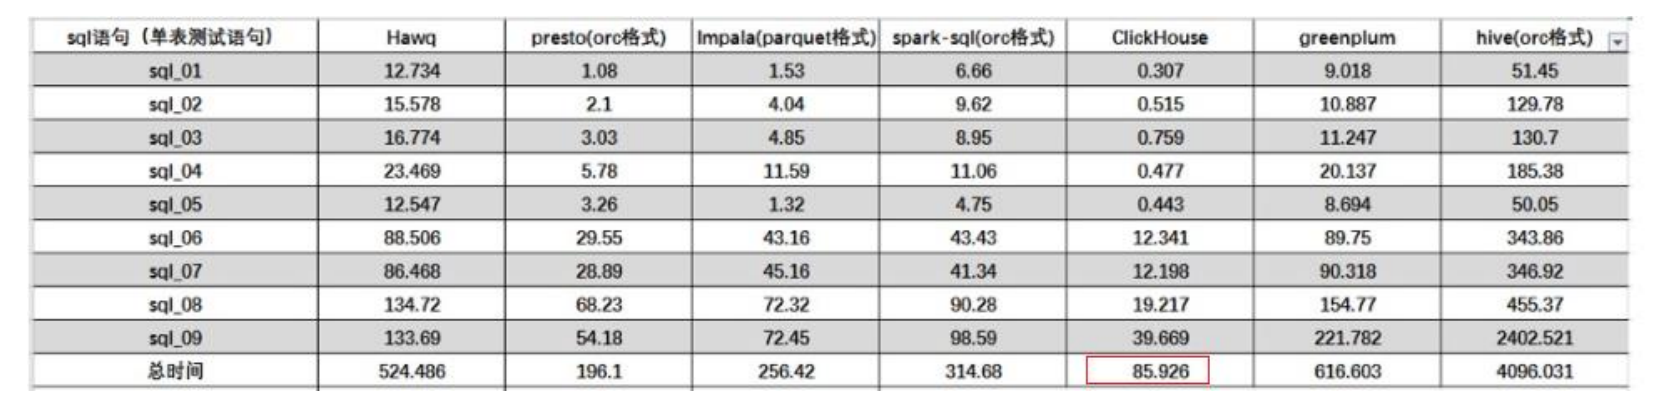 sql语句（单表测试语句） Hawq presto(orc格式) Impala(parquet格式) spark-sql(orc格式) ClickHouse greenplum hive(orc格式)
sql_01 12.734 1.08 1.53 6.66 0.307 9.018 51.45
sql_02 15.578 2.1 4.04 9.62 0.515 10.887 129.78
sql_03 16.774 3.03 4.85 8.95 0.759 11.247 130.7
sql_04 23.469 5.78 11.59 11.06 0.477 20.137 185.38
sql_05 12.547 3.26 1.32 4.75 0.443 8.694 50.05
sql_06 88.506 29.55 43.16 43.43 12.341 89.75 343.86
sql_07 86.468 28.89 45.16 41.34 12.198 90.318 346.92
sql_08 134.72 68.23 72.32 90.28 19.217 154.77 455.37
sql_09 133.69 54.18 72.45 98.59 39.669 221.782 2402.521
总时间 524.486 196.1 256.42 314.68 85.926 616.603 4096.031